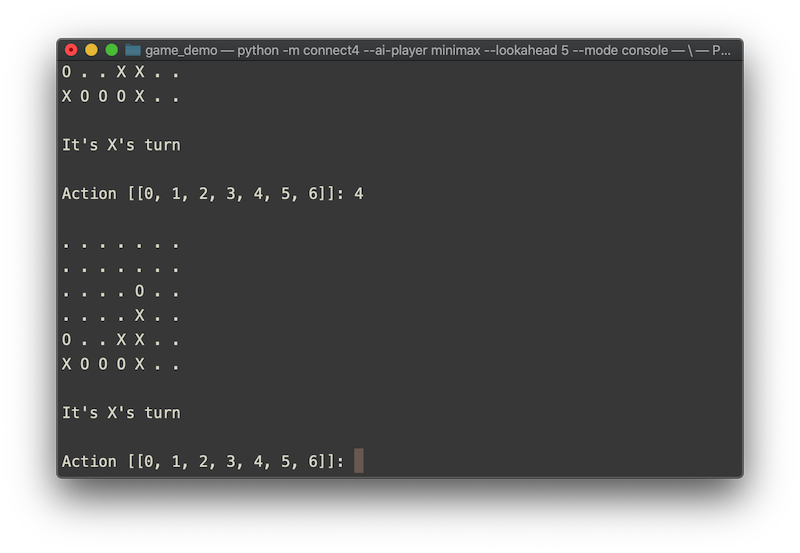 game_demo — python -m connect4 --ai-player minimax --lookahead 5 --mode console — \ — P...
O . . X X . .
X O O O X . .
It's X's turn
Action [[0, 1, 2, 3, 4, 5, 6]]: 4
. . . . . . .
. . . . . . .
. . . . O . .
. . . . X . .
O . . X X . .
X O O O X . .
It's X's turn
Action [[0, 1, 2, 3, 4, 5, 6]]: